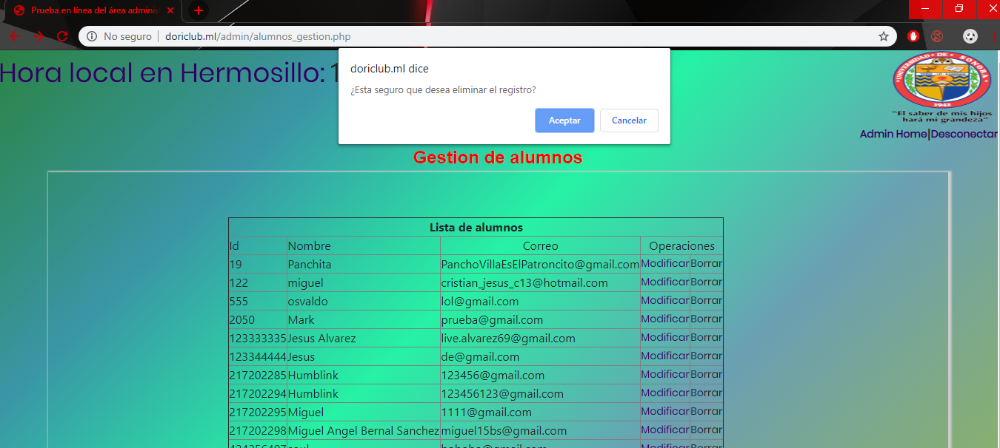 Prueba en línea del área adminis
No seguro doriclub.ml/admin/alumnos_gestion.php
Hora local en Hermosillo: 1
doriclub.ml dice
¿Esta seguro que desea eliminar el registro?
Aceptar Cancelar
UNIVERSIDAD DE SONORA
1942
"El saber de mis hijos
hará mi grandeza"
Admin Home|Desconectar
Gestion de alumnos
Lista de alumnos
Id Nombre Correo Operaciones
19 Panchita PanchoVillaEsElPatroncito@gmail.com Modificar Borrar
122 miguel cristian_jesus_c13@hotmail.com Modificar Borrar
555 osvaldo lol@gmail.com Modificar Borrar
2050 Mark prueba@gmail.com Modificar Borrar
123333335 Jesus Alvarez live.alvarez69@gmail.com Modificar Borrar
123344444 Jesus de@gmail.com Modificar Borrar
217202285 Humblink 123456@gmail.com Modificar Borrar
217202294 Humblink 123456123@gmail.com Modificar Borrar
217202295 Miguel 1111@gmail.com Modificar Borrar
217202298 Miguel Angel Bernal Sanchez miguel15bs@gmail.com Modificar Borrar